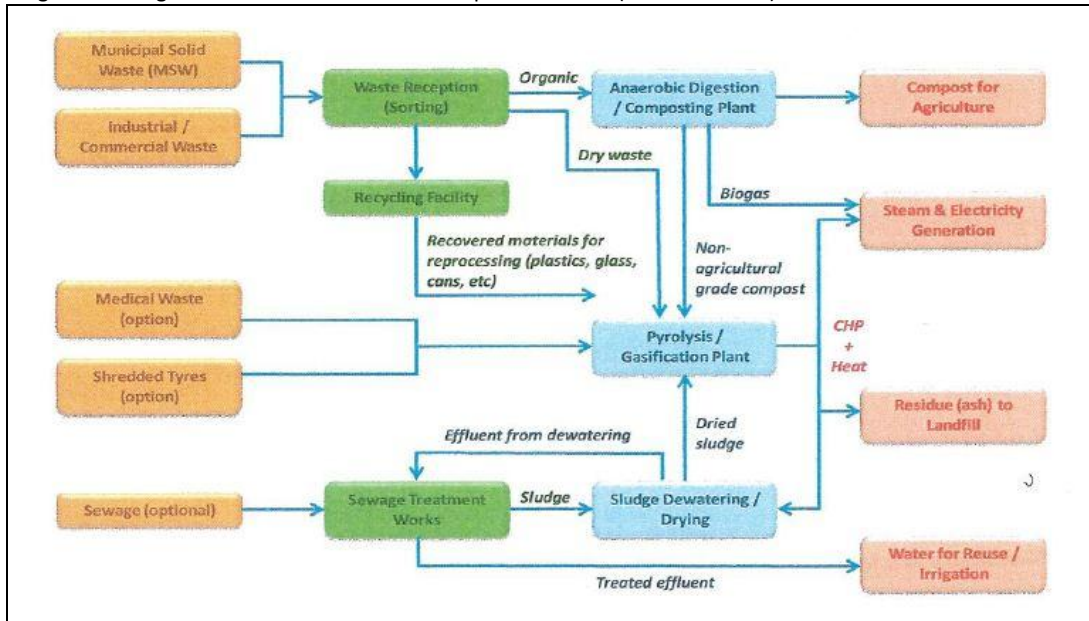 Municipal Solid
Waste (MSW)
Industrial /
Commercial Waste
Waste Reception
(Sorting)
Organic
Anaerobic Digestion
/ Composting Plant
Compost for
Agriculture
Dry waste
Recycling Facility
Biogas
Steam & Electricity
Generation
Recovered materials for
reprocessing (plastics, glass,
cans, etc)
Non-
agricultural
grade compost
Medical Waste
(option)
Shredded Tyres
(option)
Pyrolysis /
Gasification Plant
CHP
+
Heat
Residue (ash) to
Landfill
Effluent from dewatering
Dried
sludge
Sewage (optional)
Sewage Treatment
Works
Sludge
Sludge Dewatering /
Drying
Water for Reuse /
Irrigation
Treated effluent